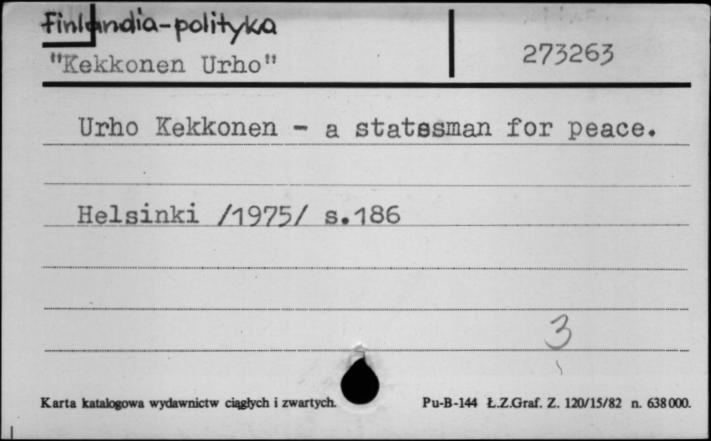 Finlandia-polityka
"Kekkonen Urho" 273263
Urho Kekkonen - a statesman for peace.
Helsinki /1975/ s.186
3
Karta katalogowa wydawnictw ciągłych i zwartych. Pu-B-144 Ł.Z.Graf. Z. 120/15/82 n. 638000.